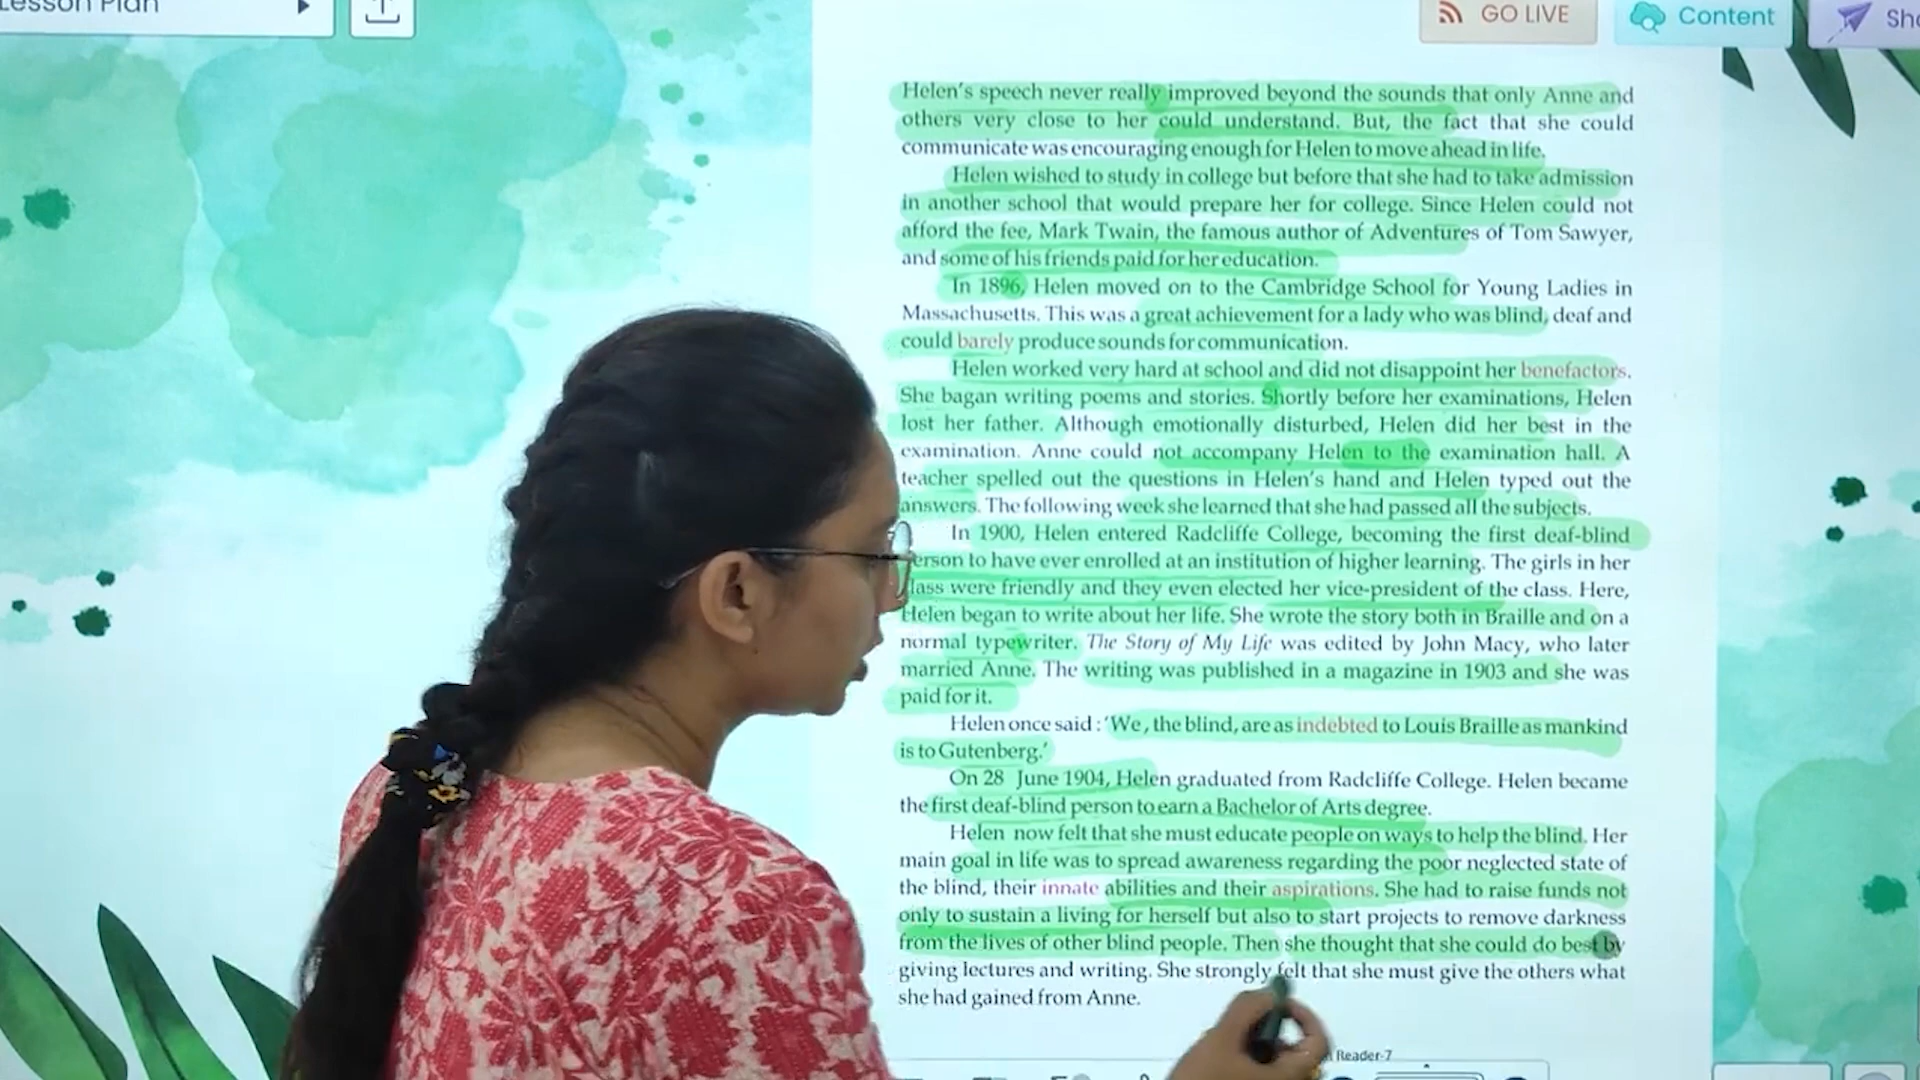 Lesson Plan
GO LIVE
Content
Helen's speech never really improved beyond the sounds that only Anne and
others very close to her could understand. But, the fact that she could
communicate was encouraging enough for Helen to move ahead in life.
Helen wished to study in college but before that she had to take admission
in another school that would prepare her for college. Since Helen could not
afford the fee, Mark Twain, the famous author of Adventures of Tom Sawyer,
and some of his friends paid for her education.
In 1896, Helen moved on to the Cambridge School for Young Ladies in
Massachusetts. This was a great achievement for a lady who was blind, deaf and
could barely produce sounds for communication.
Helen worked very hard at school and did not disappoint her benefactors.
She bagan writing poems and stories. Shortly before her examinations, Helen
lost her father. Although emotionally disturbed, Helen did her best in the
examination. Anne could not accompany Helen to the examination hall. A
teacher spelled out the questions in Helen's hand and Helen typed out the
answers. The following week she learned that she had passed all the subjects.
In 1900, Helen entered Radcliffe College, becoming the first deaf-blind
erson to have ever enrolled at an institution of higher learning. The girls in her
lass were friendly and they even elected her vice-president of the class. Here,
Helen began to write about her life. She wrote the story both in Braille and on a
normal typewriter. The Story of My Life was edited by John Macy, who later
married Anne. The writing was published in a magazine in 1903 and she was
paid for it.
Helen once said : 'We, the blind, are as indebted to Louis Braille as mankind
is to Gutenberg.'
On 28 June 1904, Helen graduated from Radcliffe College. Helen became
the first deaf-blind person to earn a Bachelor of Arts degree.
Helen now felt that she must educate people on ways to help the blind. Her
main goal in life was to spread awareness regarding the poor neglected state of
the blind, their innate abilities and their aspirations. She had to raise funds not
only to sustain a living for herself but also to start projects to remove darkness
from the lives of other blind people. Then she thought that she could do best by
giving lectures and writing. She strongly felt that she must give the others what
she had gained from Anne.
Reader-7